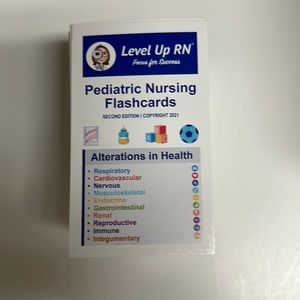 Level Up RN
Focus for Success
Pediatric Nursing
Flashcards
SECOND EDITION | COPYRIGHT 2021
Alterations in Health
• Respiratory
• Cardiovascular
• Nervous
• Musculoskeletal
• Endocrine
• Gastrointestinal
• Renal
• Reproductive
• Immune
• Integumentary